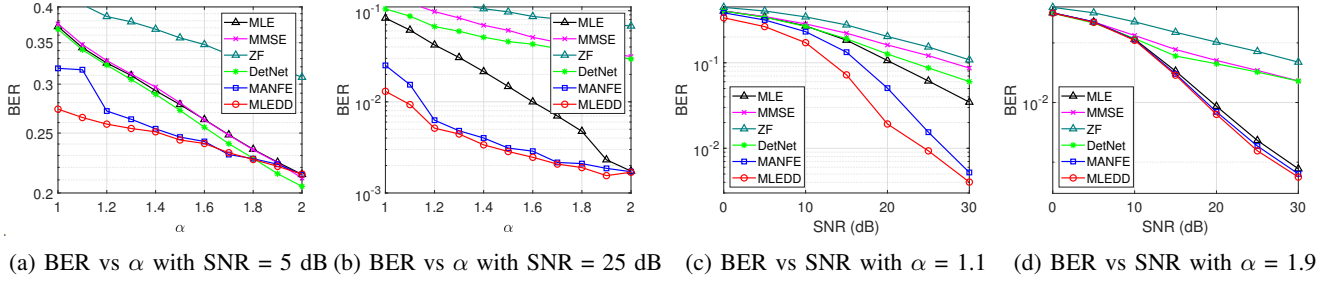 0.4
0.35
0.3
0.25
0.2
BER
1
1.2
1.4
1.6
1.8
2
α
MLE
MMSE
ZF
DetNet
MANFE
MLEDD
10-1
10-2
10-3
BER
1
1.2
1.4
1.6
1.8
2
α
MLE
MMSE
ZF
DetNet
MANFE
MLEDD
10-1
10-2
BER
0
10
20
30
SNR (dB)
MLE
MMSE
ZF
DetNet
MANFE
MLEDD
10-2
BER
0
10
20
30
SNR (dB)
MLE
MMSE
ZF
DetNet
MANFE
MLEDD
(a) BER vs α with SNR = 5 dB
(b) BER vs α with SNR = 25 dB
(c) BER vs SNR with α = 1.1
(d) BER vs SNR with α = 1.9